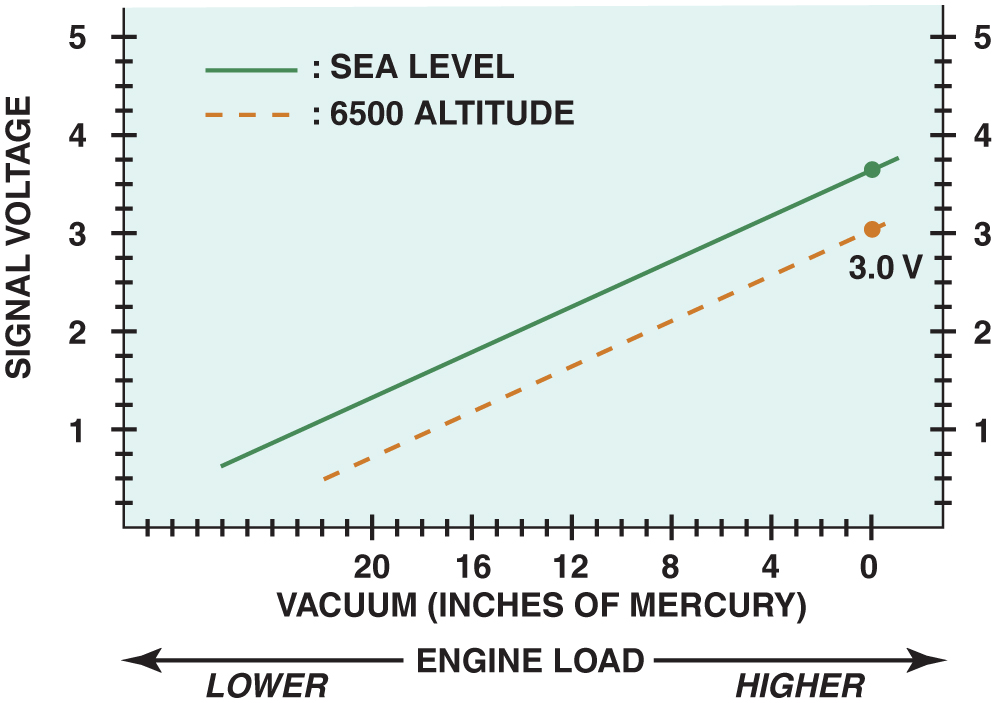 5 5
: SEA LEVEL
: 6500 ALTITUDE
4 4
SIGNAL VOLTAGE
3 3
3.0 V
2 2
1 1
20 16 12 8 4 0
VACUUM (INCHES OF MERCURY)
ENGINE LOAD
LOWER HIGHER